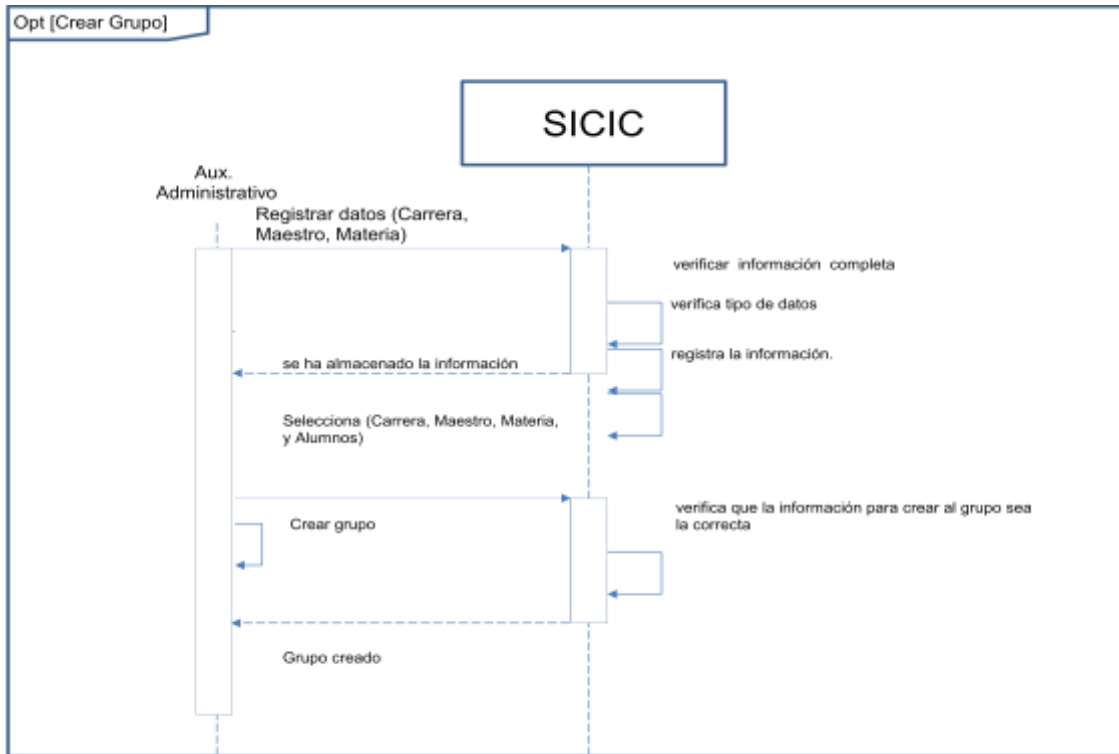 Opt [Crear Grupo]
SICIC
Aux.
Administrativo
Registrar datos (Carrera,
Maestro, Materia)
verificar información completa
verifica tipo de datos
registra la información.
se ha almacenado la información
Selecciona (Carrera, Maestro, Materia,
y Alumnos)
verifica que la información para crear al grupo sea
la correcta
Crear grupo
Grupo creado